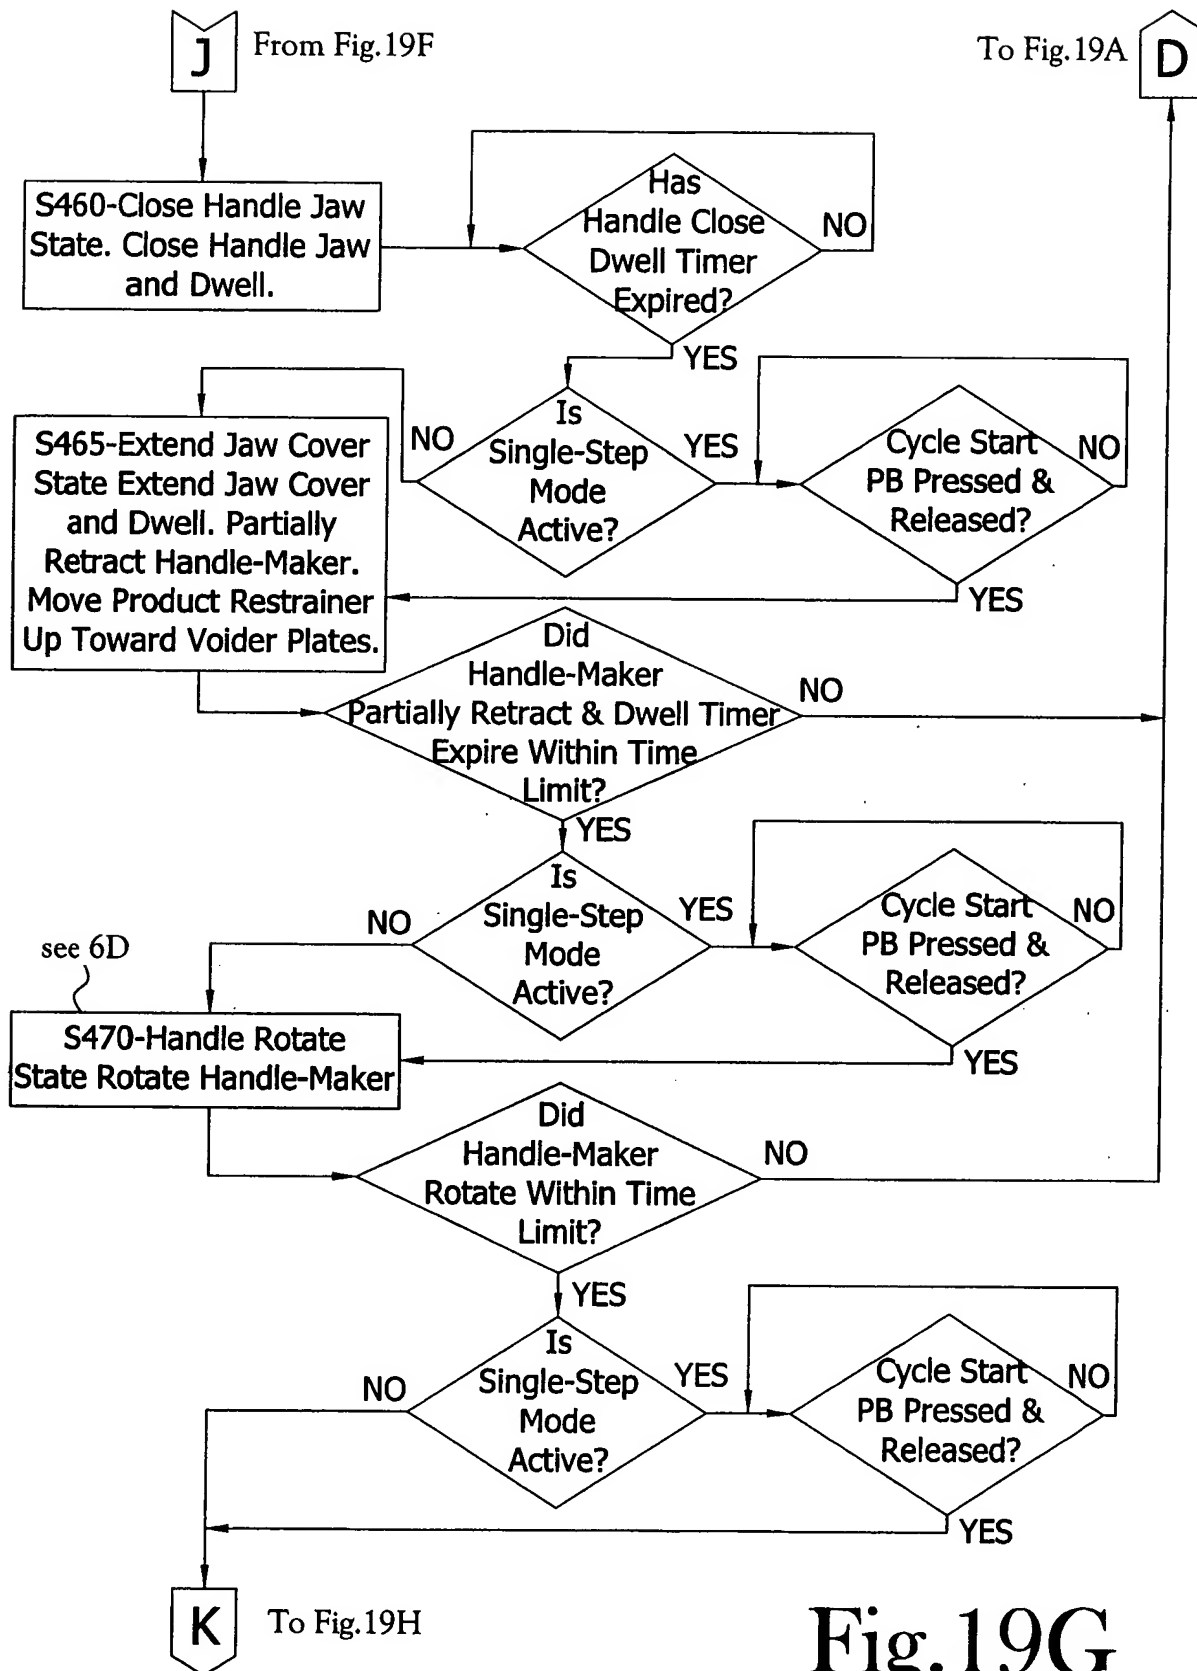 J
From Fig.19F
To Fig.19A
D
S460-Close Handle Jaw
State. Close Handle Jaw
and Dwell.
Has
Handle Close
Dwell Timer
Expired?
NO
YES
Is
Single-Step
Mode
Active?
NO
YES
Cycle Start
PB Pressed &
Released?
NO
YES
S465-Extend Jaw Cover
State Extend Jaw Cover
and Dwell. Partially
Retract Handle-Maker.
Move Product Restrainer
Up Toward Voider Plates.
Did
Handle-Maker
Partially Retract & Dwell Timer
Expire Within Time
Limit?
NO
YES
Is
Single-Step
Mode
Active?
NO
YES
Cycle Start
PB Pressed &
Released?
NO
YES
see 6D
S470-Handle Rotate
State Rotate Handle-Maker
Did
Handle-Maker
Rotate Within Time
Limit?
NO
YES
Is
Single-Step
Mode
Active?
NO
YES
Cycle Start
PB Pressed &
Released?
NO
YES
K
To Fig.19H
Fig.19G